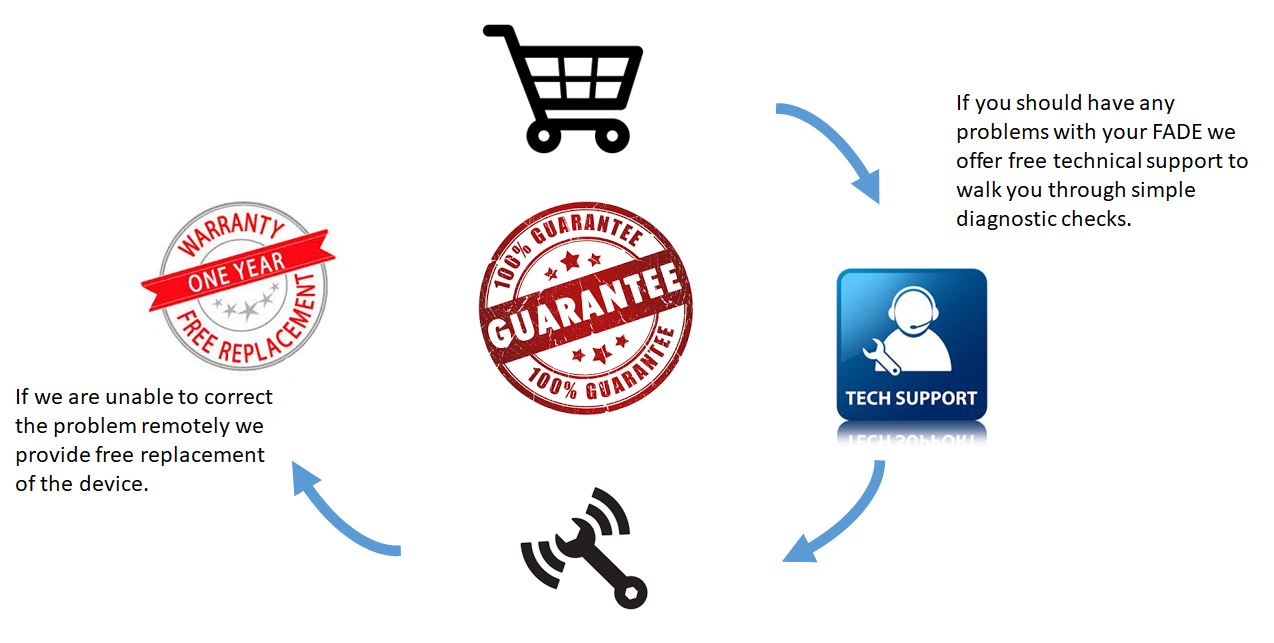 If you should have any
problems with your FADE we
offer free technical support to
walk you through simple
diagnostic checks.
WARRANTY
ONE YEAR
FREE REPLACEMENT
100% GUARANTEE
GUARANTEE
100% GUARANTEE
TECH SUPPORT
TECH SUPPORT
If we are unable to correct
the problem remotely we
provide free replacement
of the device.